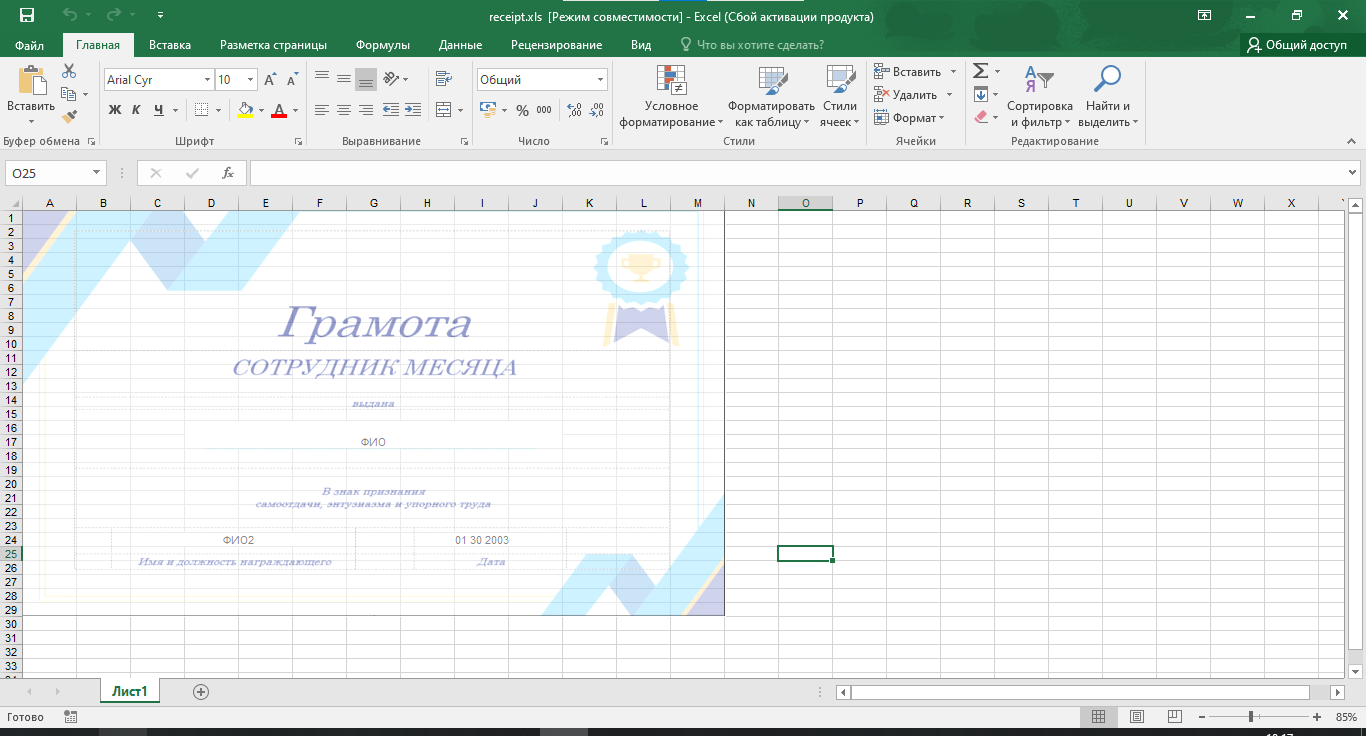 receipt.xls [Режим совместимости] - Excel (Сбой активации продукта)
Файл Главная Вставка Разметка страницы Формулы Данные Рецензирование Вид Что вы хотите сделать? Общий доступ
Вставить
Буфер обмена
Arial Cyr 10
Ж К Ч
Шрифт
Выравнивание
Общий
% 000
Число
Условное форматирование
Форматировать как таблицу
Стили ячеек
Стили
Вставить
Удалить
Формат
Ячейки
Сортировка и фильтр
Найти и выделить
Редактирование
O25 fx
A B C D E F G H I J K L M N O P Q R S T U V W X
1
2
3
4
5
6
7
8
9
10
11
12
13
14
15
16
17
18
19
20
21
22
23
24
25
26
27
28
29
30
31
32
33
Грамота
СОТРУДНИК МЕСЯЦА
выдана
ФИО
В знак признания
самоотдачи, энтузиазма и упорного труда
ФИО2 01 30 2003
Имя и должность награждающего Дата
Лист1
Готово 85%